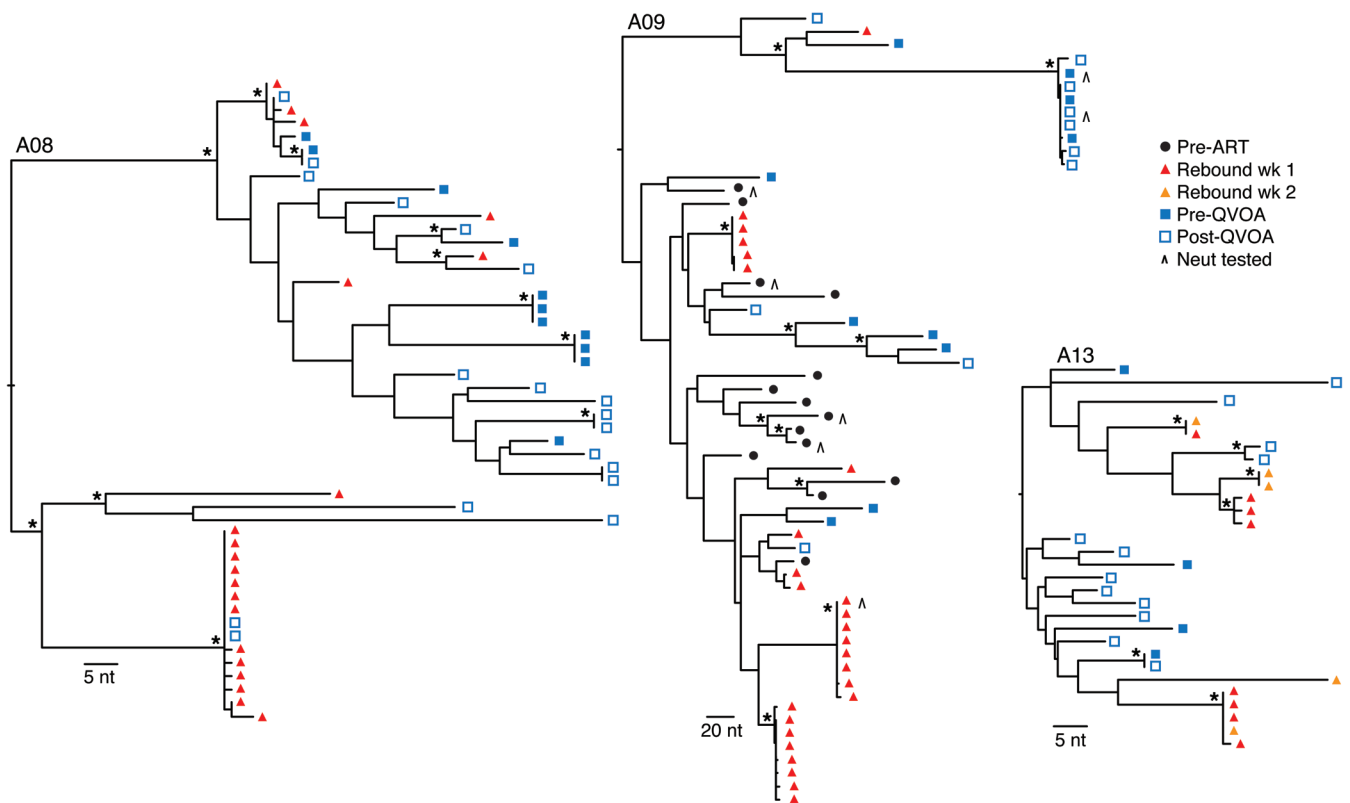 A08
5 nt
A09
20 nt
A13
5 nt
Pre-ART
Rebound wk 1
Rebound wk 2
Pre-QVOA
Post-QVOA
Neut tested